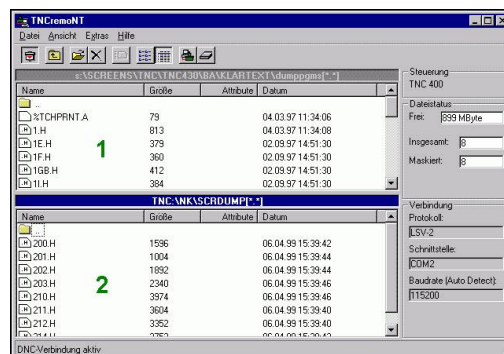 TNCremoNT
Datei Ansicht Extras Hilfe
s:\SCREENS\TNC\TNC430\BA\KLARTEXT\dumppgms[*.*]
Name Größe Attribute Datum
..
%TCHPRNT.A 79 04.03.97 11:34:06
1.H 813 04.03.97 11:34:08
1E.H 379 02.09.97 14:51:30
1F.H 360 02.09.97 14:51:30
1GB.H 412 02.09.97 14:51:30
1I.H 384 02.09.97 14:51:30
1
TNC:\NK\SCRDUMP[*.*]
Name Größe Attribute Datum
..
200.H 1596 06.04.99 15:39:42
201.H 1004 06.04.99 15:39:44
202.H 1892 06.04.99 15:39:44
203.H 2340 06.04.99 15:39:46
210.H 3974 06.04.99 15:39:46
211.H 3604 06.04.99 15:39:40
212.H 3352 06.04.99 15:39:40
2
Steuerung
TNC 400
Dateistatus
Frei: 899 MByte
Insgesamt: 8
Maskiert: 8
Verbindung
Protokoll:
LSV-2
Schnittstelle:
COM2
Baudrate (Auto Detect):
115200
DNC-Verbindung aktiv